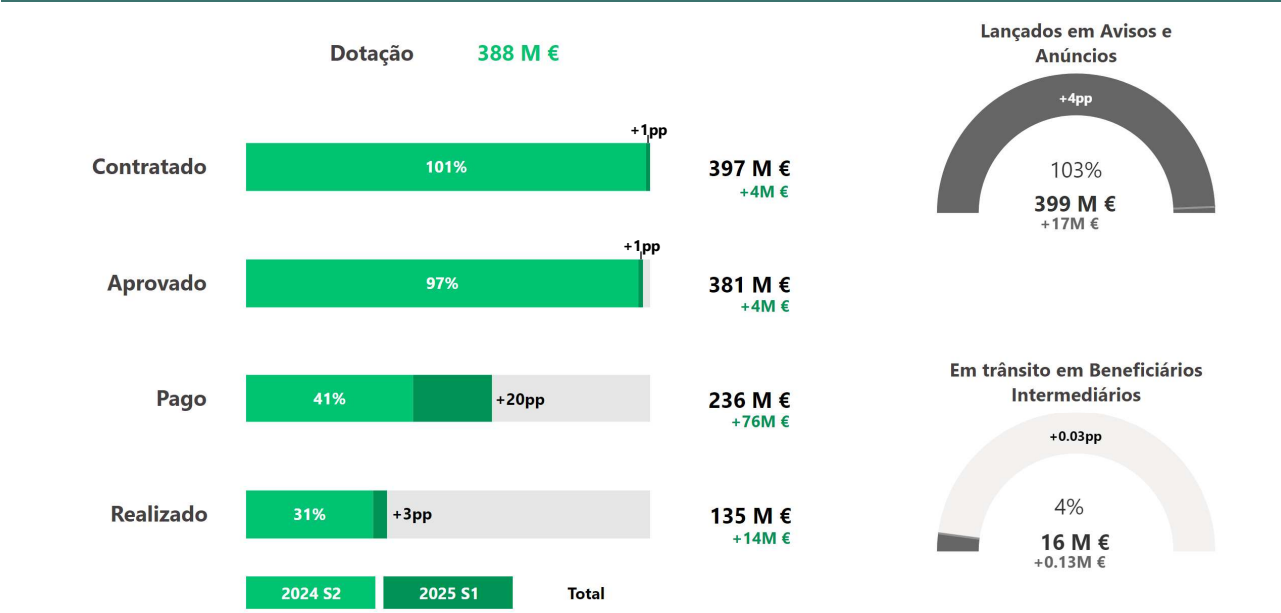 Dotação 388 M €
+1pp
Contratado 101% 397 M €
+4M €
+1pp
Aprovado 97% 381 M €
+4M €
Pago 41% +20pp 236 M €
+76M €
Realizado 31% +3pp 135 M €
+14M €
2024 S2 2025 S1 Total
Lançados em Avisos e
Anúncios
+4pp
103%
399 M €
+17M €
Em trânsito em Beneficiários
Intermediários
+0.03pp
4%
16 M €
+0.13M €